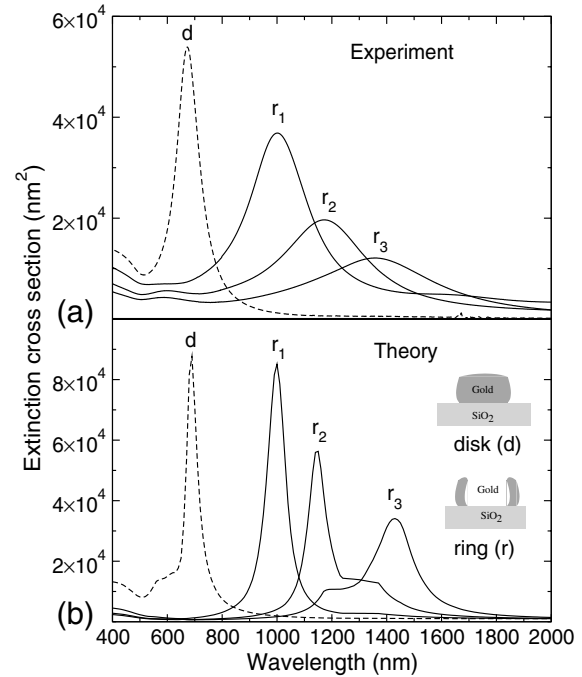 Extinction cross section (nm²)
6×10⁴
4×10⁴
2×10⁴
d
r₁
r₂
r₃
Experiment
(a)
8×10⁴
6×10⁴
4×10⁴
2×10⁴
d
r₁
r₂
r₃
Theory
Gold
SiO₂
disk (d)
Gold
SiO₂
ring (r)
(b)
400 600 800 1000 1200 1400 1600 1800 2000
Wavelength (nm)